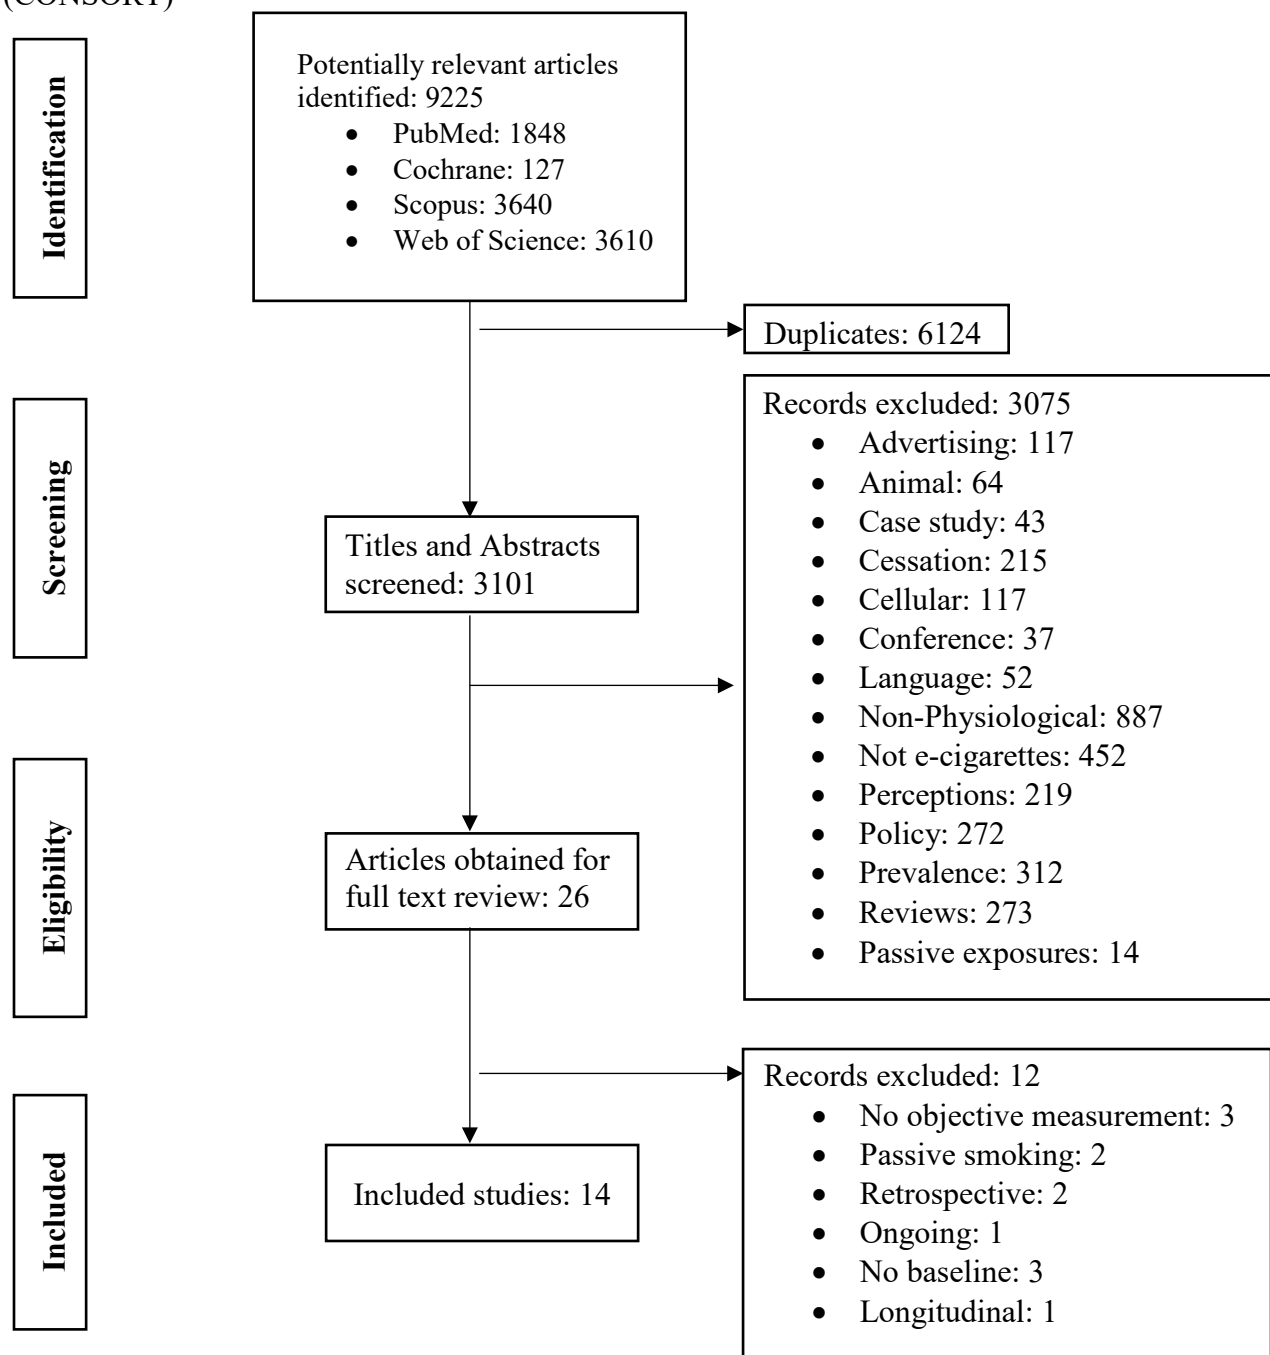 (CONSORT)
Identification
Potentially relevant articles
identified: 9225
• PubMed: 1848
• Cochrane: 127
• Scopus: 3640
• Web of Science: 3610
Duplicates: 6124
Screening
Titles and Abstracts
screened: 3101
Records excluded: 3075
• Advertising: 117
• Animal: 64
• Case study: 43
• Cessation: 215
• Cellular: 117
• Conference: 37
• Language: 52
• Non-Physiological: 887
• Not e-cigarettes: 452
• Perceptions: 219
• Policy: 272
• Prevalence: 312
• Reviews: 273
• Passive exposures: 14
Eligibility
Articles obtained for
full text review: 26
Records excluded: 12
• No objective measurement: 3
• Passive smoking: 2
• Retrospective: 2
• Ongoing: 1
• No baseline: 3
• Longitudinal: 1
Included
Included studies: 14